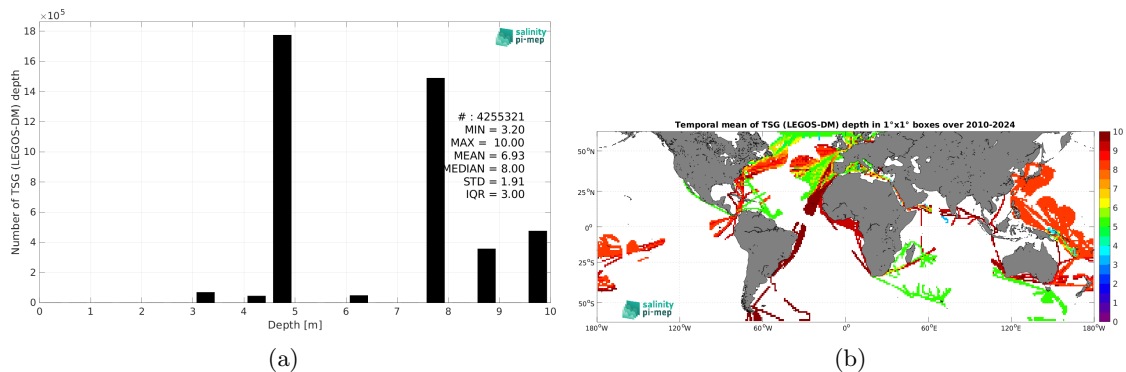 ×10⁵
18
16
14
12
10
8
6
4
2
0
Number of TSG (LEGOS-DM) depth
salinity
pi-mep
# : 4255321
MIN = 3.20
MAX = 10.00
MEAN = 6.93
MEDIAN = 8.00
STD = 1.91
IQR = 3.00
0 1 2 3 4 5 6 7 8 9 10
Depth [m]
(a)
Temporal mean of TSG (LEGOS-DM) depth in 1°x1° boxes over 2010-2024
50°N
25°N
0°
25°S
50°S
salinity
pi-mep
180°W 60°W 0° 60°E 120°E 180°W
10
9
8
7
6
5
4
3
2
1
0
(b)